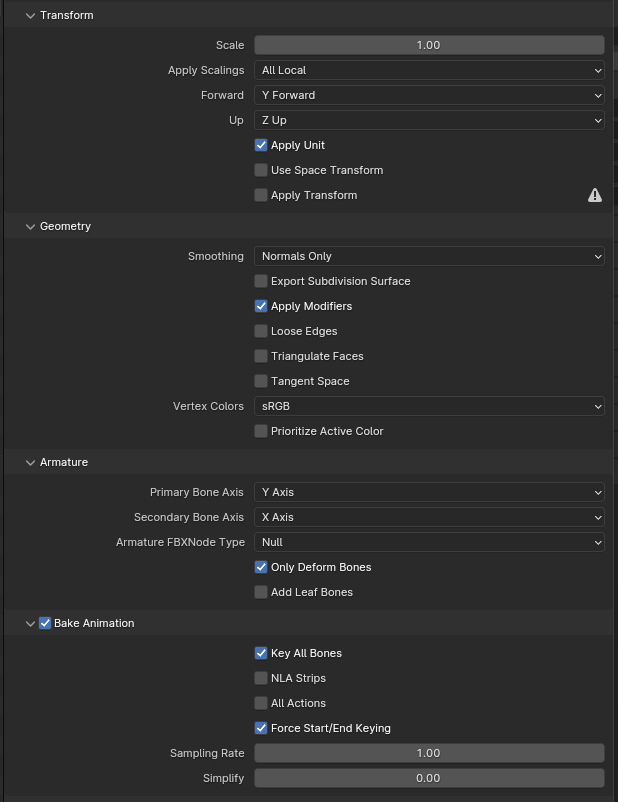 Transform
Scale 1.00
Apply Scalings All Local
Forward Y Forward
Up Z Up
Apply Unit
Use Space Transform
Apply Transform
Geometry
Smoothing Normals Only
Export Subdivision Surface
Apply Modifiers
Loose Edges
Triangulate Faces
Tangent Space
Vertex Colors sRGB
Prioritize Active Color
Armature
Primary Bone Axis Y Axis
Secondary Bone Axis X Axis
Armature FBXNode Type Null
Only Deform Bones
Add Leaf Bones
Bake Animation
Key All Bones
NLA Strips
All Actions
Force Start/End Keying
Sampling Rate 1.00
Simplify 0.00